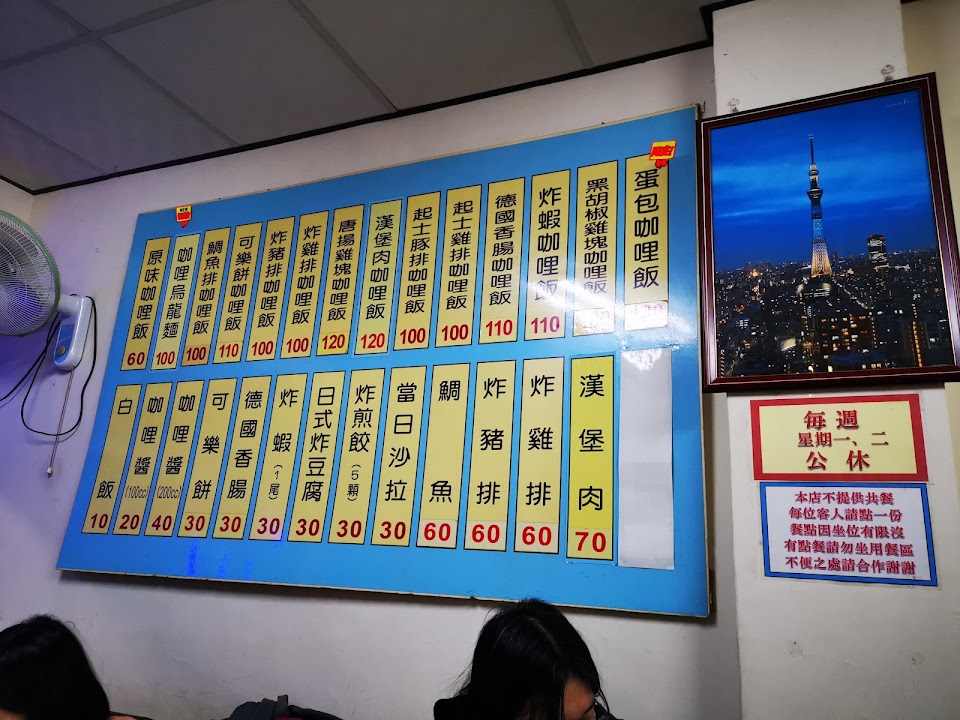 蛋包咖哩飯
黑胡椒雞塊咖哩飯
炸蝦咖哩飯 110
德國香腸咖哩飯 110
起士雞排咖哩飯 100
起士豚排咖哩飯 100
漢堡肉咖哩飯 120
唐揚雞塊咖哩飯 120
炸雞排咖哩飯 100
炸豬排咖哩飯 100
可樂餅咖哩飯 110
鯛魚排咖哩飯 100
咖哩烏龍麵 100
原味咖哩飯 60
漢堡肉 70
炸雞排 60
炸豬排 60
鯛魚 60
當日沙拉 30
炸煎餃(5顆) 30
日式炸豆腐 30
炸蝦(1尾) 30
德國香腸 30
可樂餅 30
咖哩醬(200cc) 40
咖哩醬(100cc) 20
白飯 10
每週
星期一、二
公休
本店不提供共餐
每位客人請點一份
餐點因坐位有限沒
有點餐請勿坐用餐區
不便之處請合作謝謝